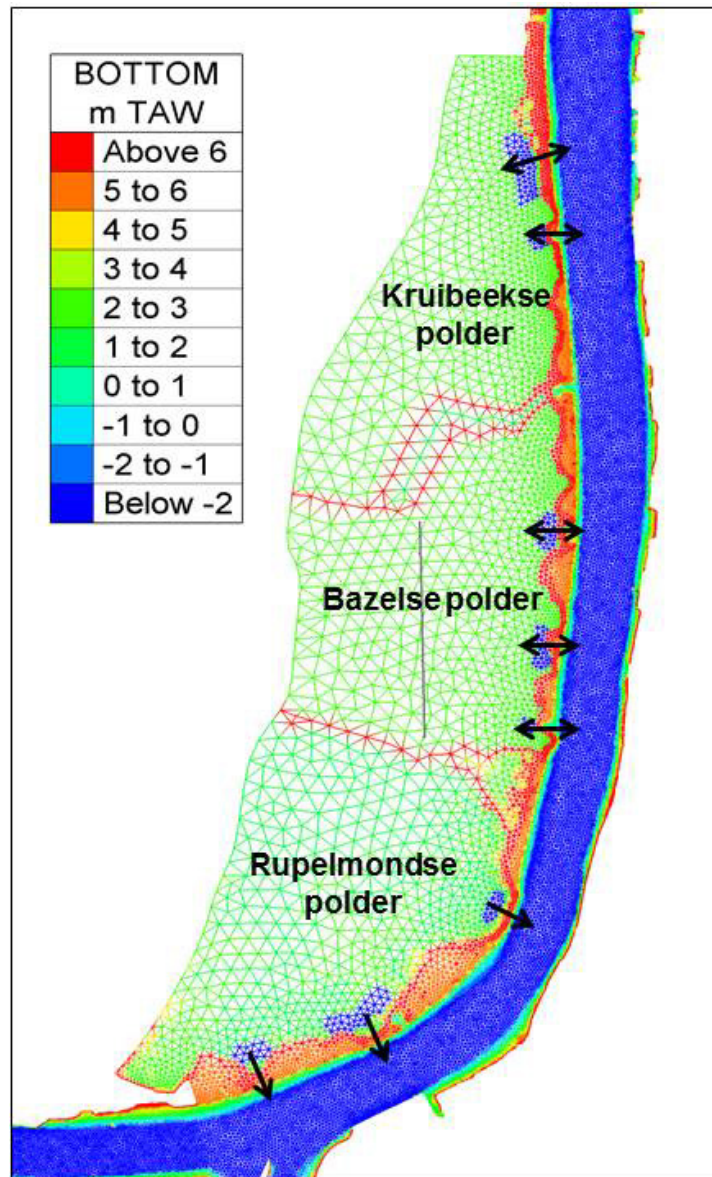 BOTTOM
m TAW
Above 6
5 to 6
4 to 5
3 to 4
2 to 3
1 to 2
0 to 1
-1 to 0
-2 to -1
Below -2
Kruibeekse
polder
Bazelse polder
Rupelmondse
polder